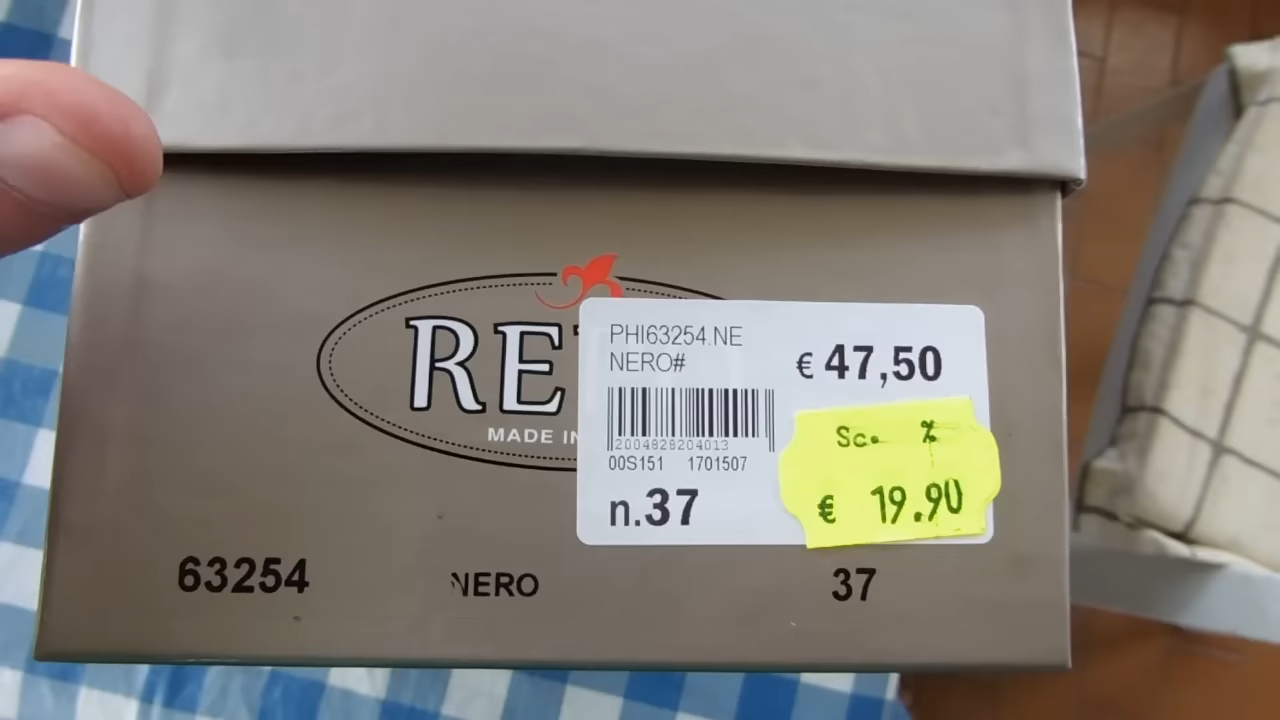 RE
MADE IN
PHI63254.NE
NERO#
€ 47,50
2004828204013
00S151 1701507
n.37
Sc. %
€ 19.90
63254 NERO 37